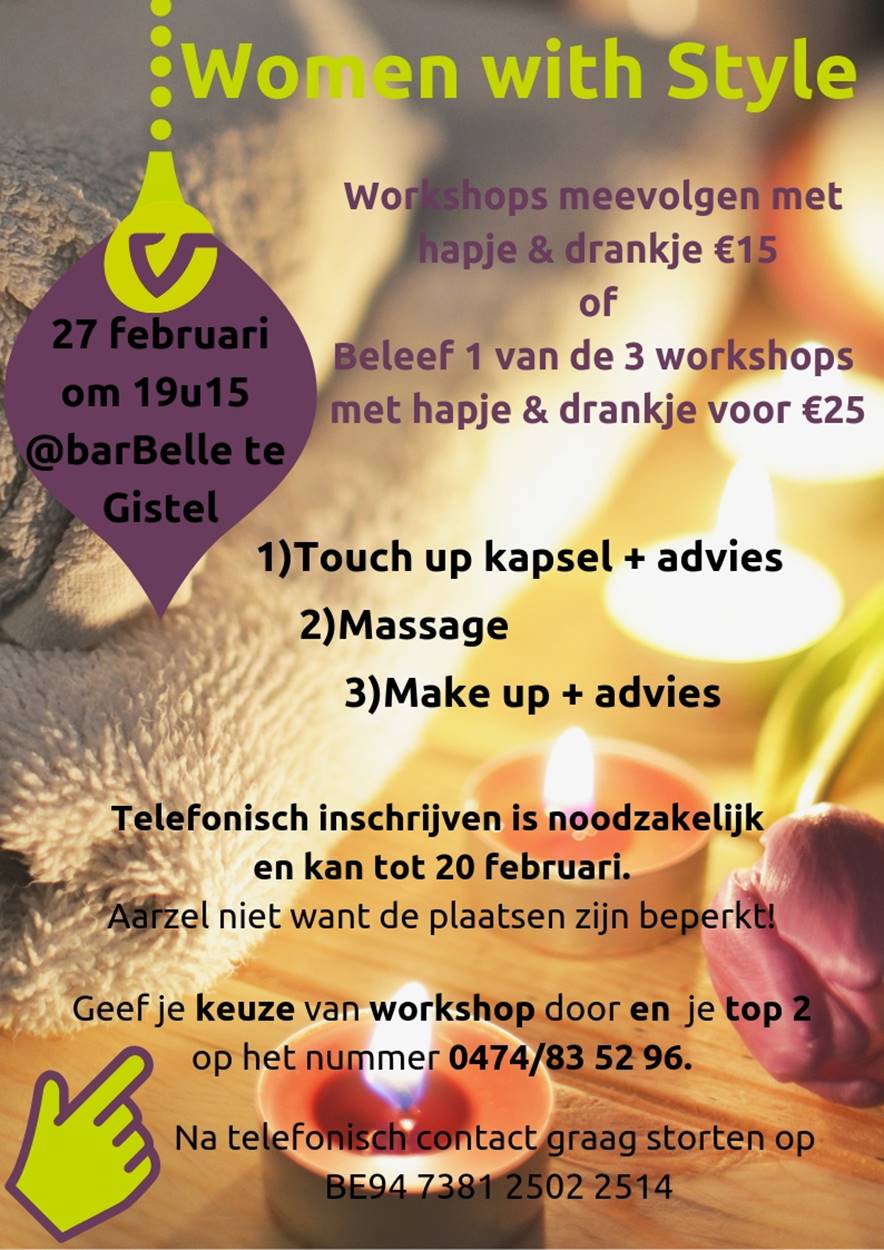 Women with Style
Workshops meevolgen met
hapje & drankje €15
of
Beleef 1 van de 3 workshops
met hapje & drankje voor €25
27 februari
om 19u15
@barBelle te
Gistel
1)Touch up kapsel + advies
2)Massage
3)Make up + advies
Telefonisch inschrijven is noodzakelijk
en kan tot 20 februari.
Aarzel niet want de plaatsen zijn beperkt!
Geef je keuze van workshop door en je top 2
op het nummer 0474/83 52 96.
Na telefonisch contact graag storten op
BE94 7381 2502 2514